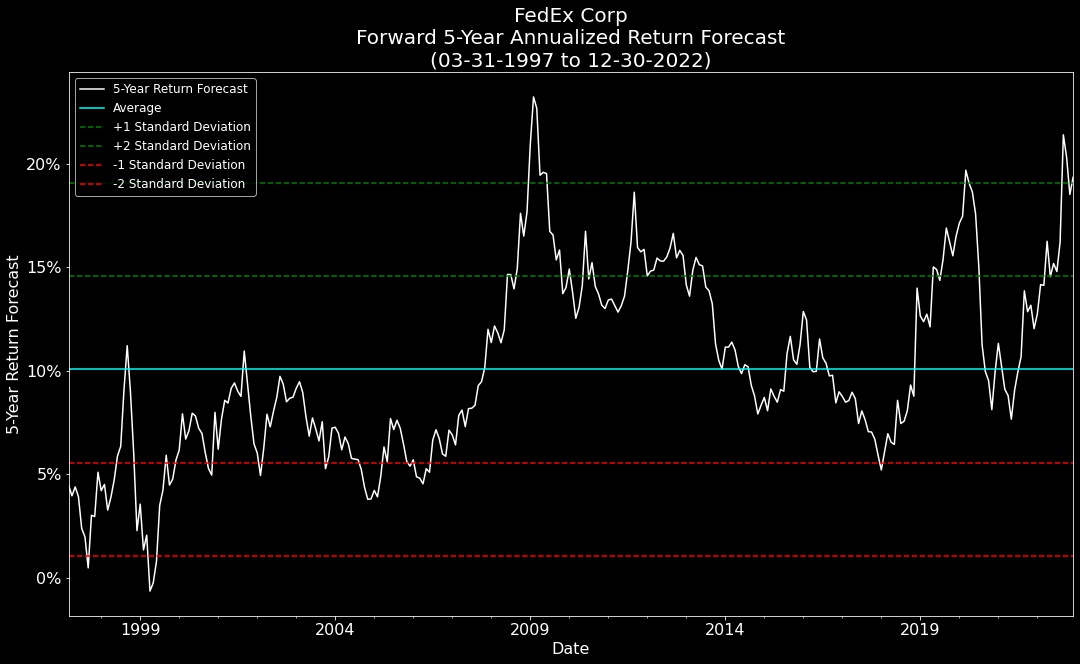 FedEx Corp
Forward 5-Year Annualized Return Forecast
(03-31-1997 to 12-30-2022)
5-Year Return Forecast
Average
+1 Standard Deviation
+2 Standard Deviation
-1 Standard Deviation
-2 Standard Deviation
5-Year Return Forecast
20%
15%
10%
5%
0%
1999
2004
2009
2014
2019
Date